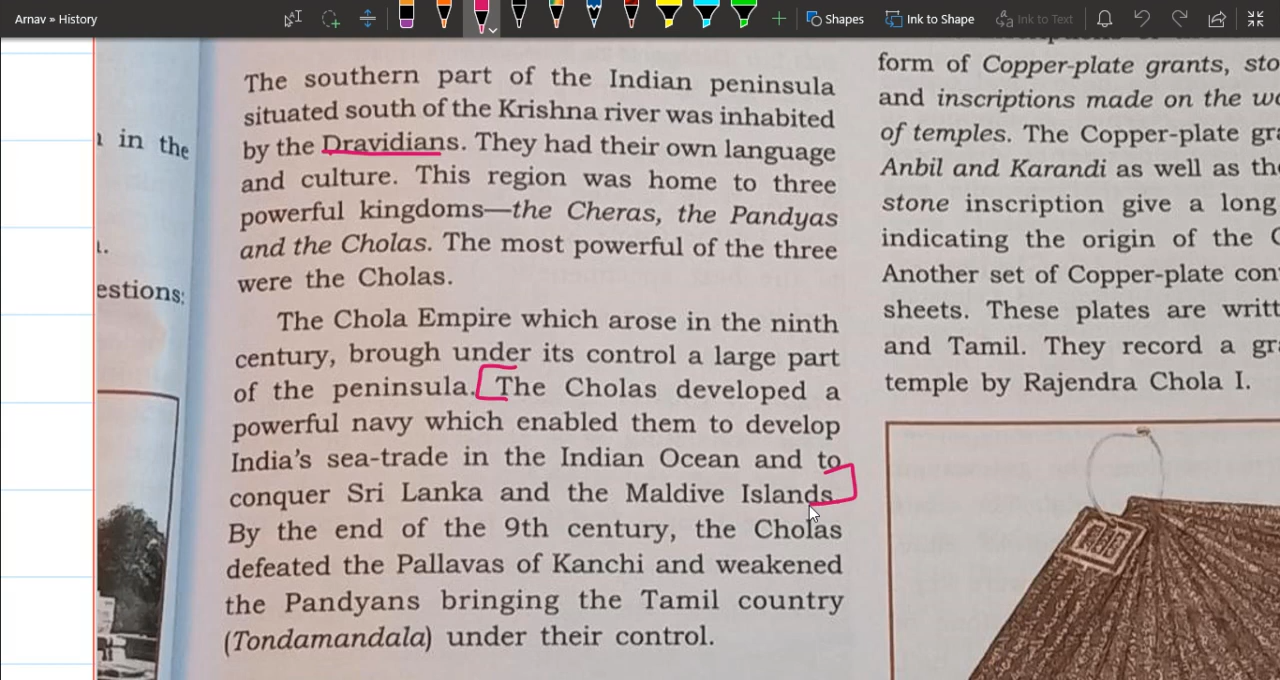 Arnav » History
Shapes
Ink to Shape
Ink to Text
in the
estions:
The southern part of the Indian peninsula
situated south of the Krishna river was inhabited
by the Dravidians. They had their own language
and culture. This region was home to three
powerful kingdoms—the Cheras, the Pandyas
and the Cholas. The most powerful of the three
were the Cholas.
The Chola Empire which arose in the ninth
century, brough under its control a large part
of the peninsula. The Cholas developed a
powerful navy which enabled them to develop
India's sea-trade in the Indian Ocean and to
conquer Sri Lanka and the Maldive Islands.
By the end of the 9th century, the Cholas
defeated the Pallavas of Kanchi and weakened
the Pandyans bringing the Tamil country
(Tondamandala) under their control.
form of Copper-plate grants, sto
and inscriptions made on the wa
of temples. The Copper-plate gra
Anbil and Karandi as well as the
stone inscription give a long
indicating the origin of the C
Another set of Copper-plate con
sheets. These plates are writt
and Tamil. They record a gra
temple by Rajendra Chola I.